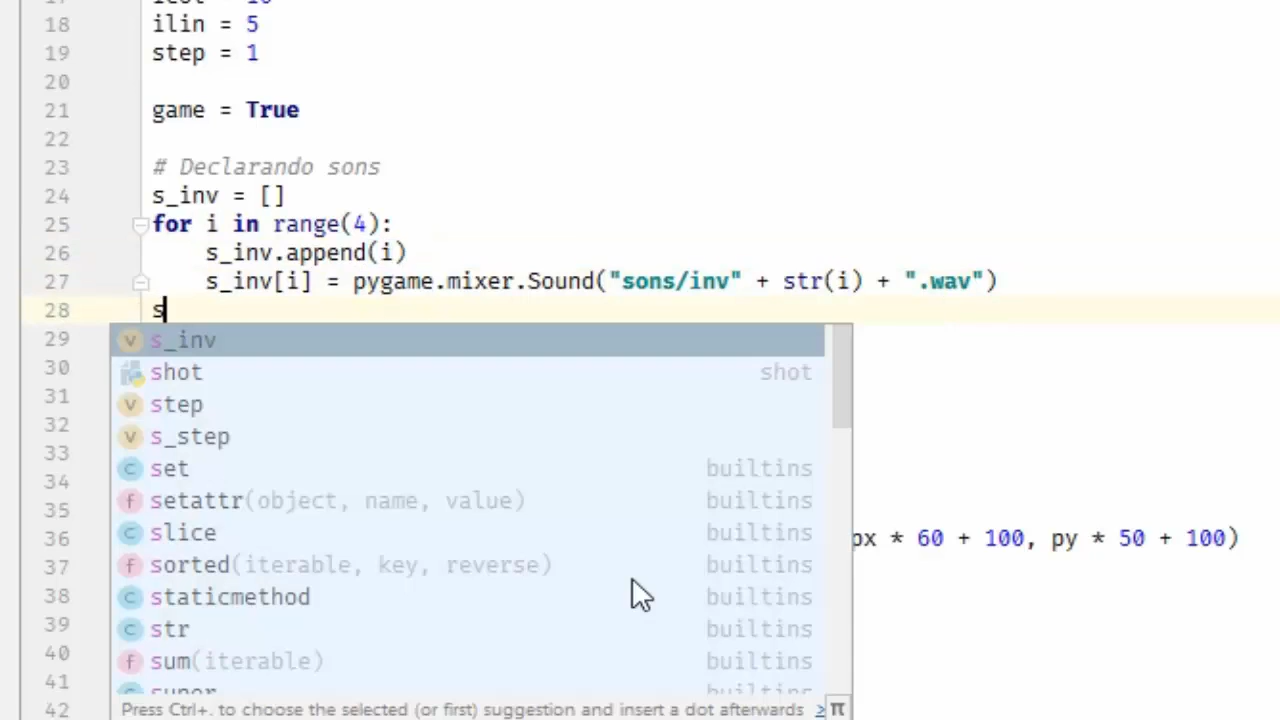 18 ilin = 5
19 step = 1
20
21 game = True
22
23 # Declarando sons
24 s_inv = []
25 for i in range(4):
26 s_inv.append(i)
27 s_inv[i] = pygame.mixer.Sound("sons/inv" + str(i) + ".wav")
28 s
29 s_inv
30 shot shot
31 step
32 s_step
33
34 set builtins
35 setattr(object, name, value) builtins
36 slice builtins px * 60 + 100, py * 50 + 100)
37 sorted(iterable, key, reverse) builtins
38 staticmethod builtins
39 str builtins
40 sum(iterable) builtins
41 super builtins
42 Press Ctrl+. to choose the selected (or first) suggestion and insert a dot afterwards > π